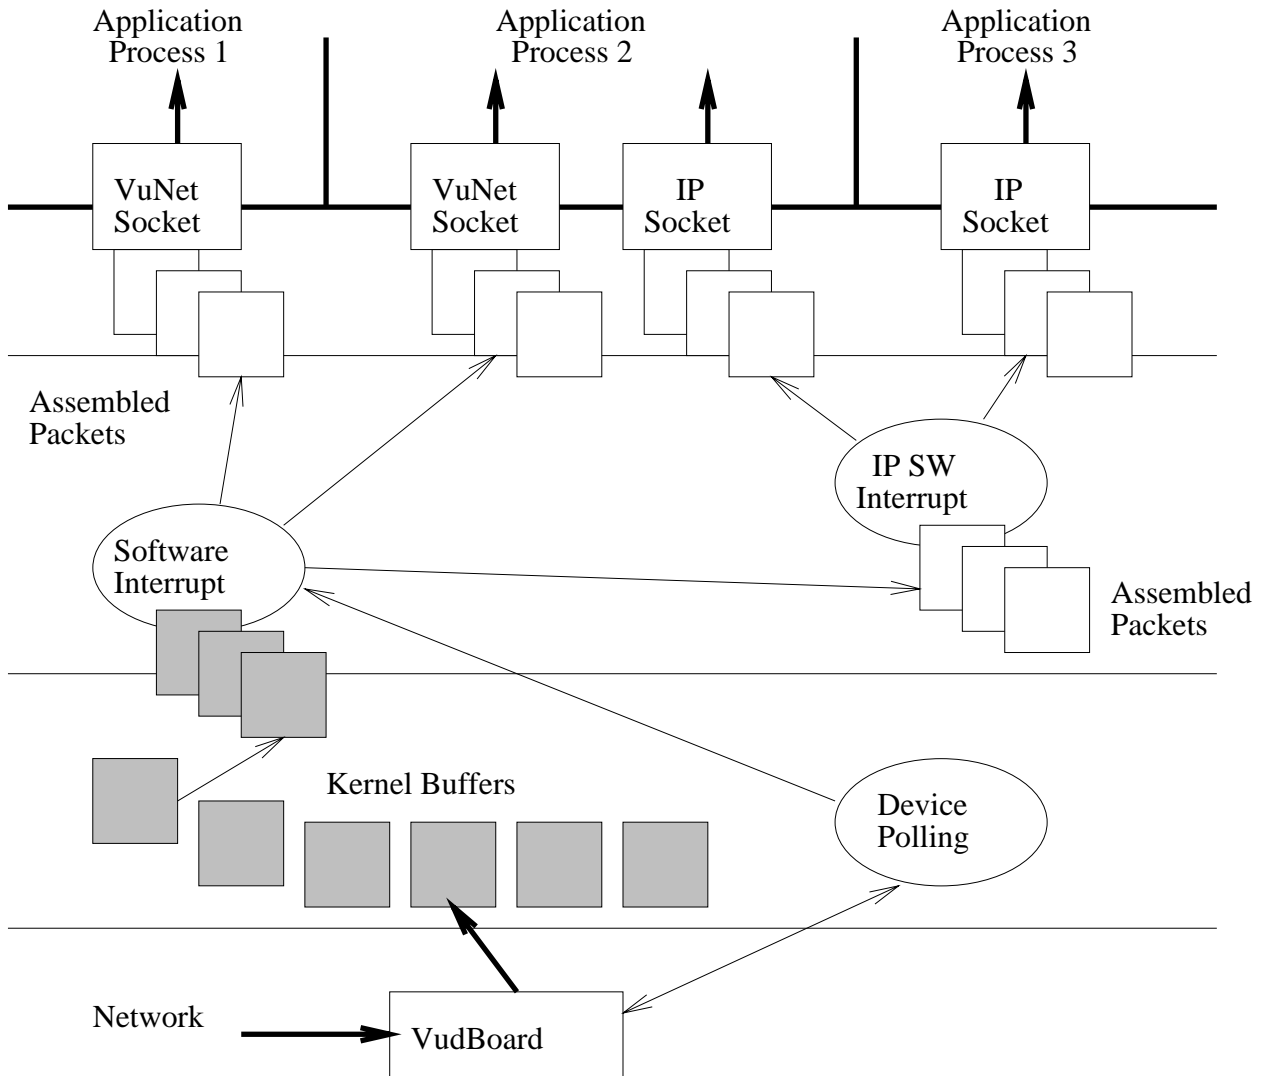 Application
Process 1
Application
Process 2
Application
Process 3
VuNet
Socket
VuNet
Socket
IP
Socket
IP
Socket
Assembled
Packets
IP SW
Interrupt
Software
Interrupt
Assembled
Packets
Kernel Buffers
Device
Polling
Network
VudBoard